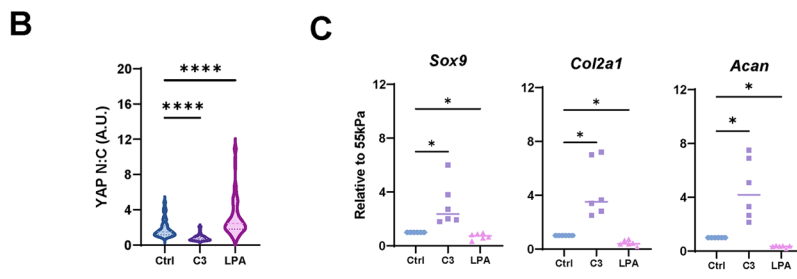 B
C
YAP N:C (A.U.)
20
16
12
8
4
0
****
****
Ctrl
C3
LPA
Relative to 55kPa
Sox9
12
8
4
0
*
*
Ctrl
C3
LPA
Col2a1
12
8
4
0
*
*
Ctrl
C3
LPA
Acan
12
8
4
0
*
*
Ctrl
C3
LPA